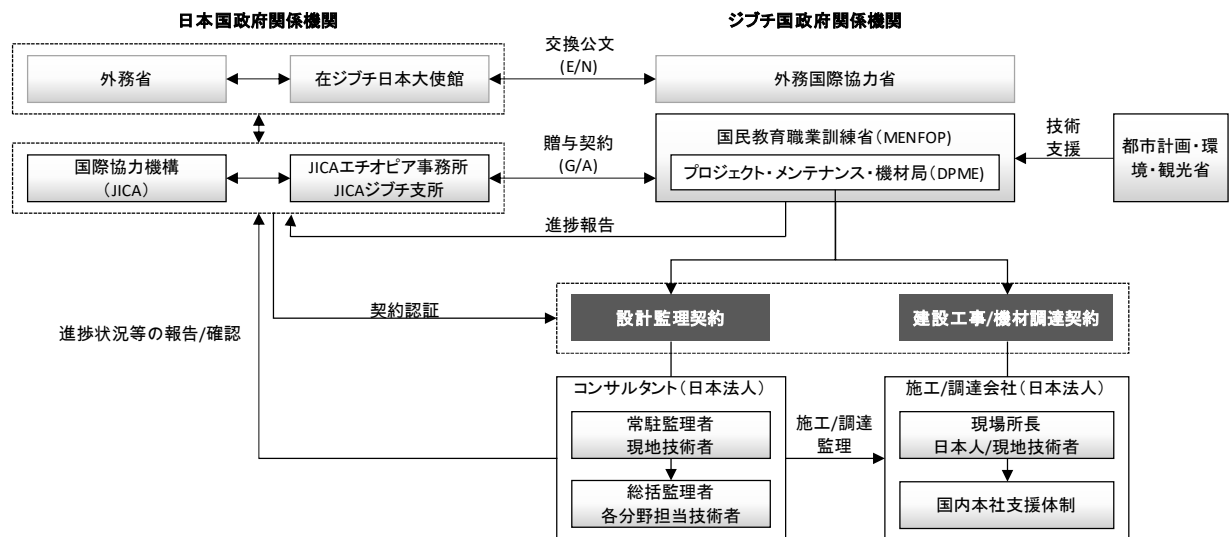 日本国政府関係機関
ジブチ国政府関係機関
外務省
在ジブチ日本大使館
交換公文
(E/N)
外務国際協力省
国際協力機構
(JICA)
JICAエチオピア事務所
JICAジブチ支所
贈与契約
(G/A)
国民教育職業訓練省(MENFOP)
プロジェクト・メンテナンス・機材局(DPME)
技術
支援
都市計画・環
境・観光省
進捗報告
契約認証
設計監理契約
建設工事/機材調達契約
進捗状況等の報告/確認
コンサルタント(日本法人)
常駐監理者
現地技術者
総括監理者
各分野担当技術者
施工/調達
監理
施工/調達会社(日本法人)
現場所長
日本人/現地技術者
国内本社支援体制